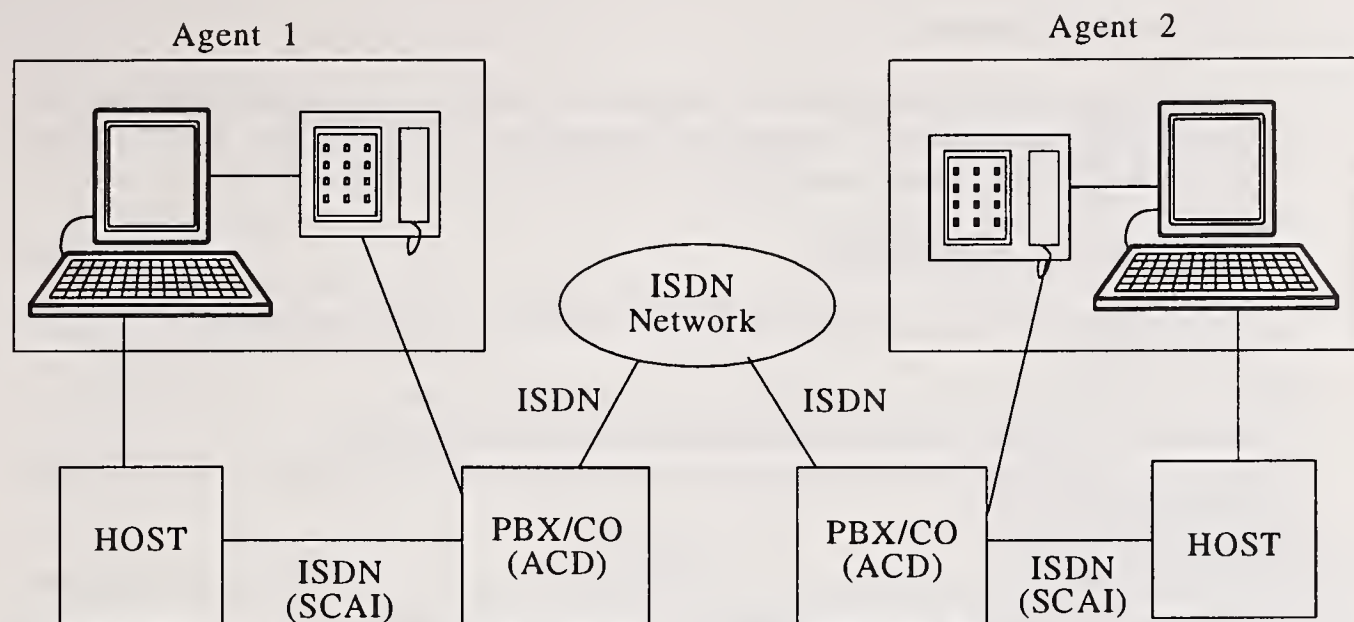 Agent 1
Agent 2
ISDN
Network
ISDN
ISDN
HOST
PBX/CO
(ACD)
PBX/CO
(ACD)
HOST
ISDN
(SCAI)
ISDN
(SCAI)